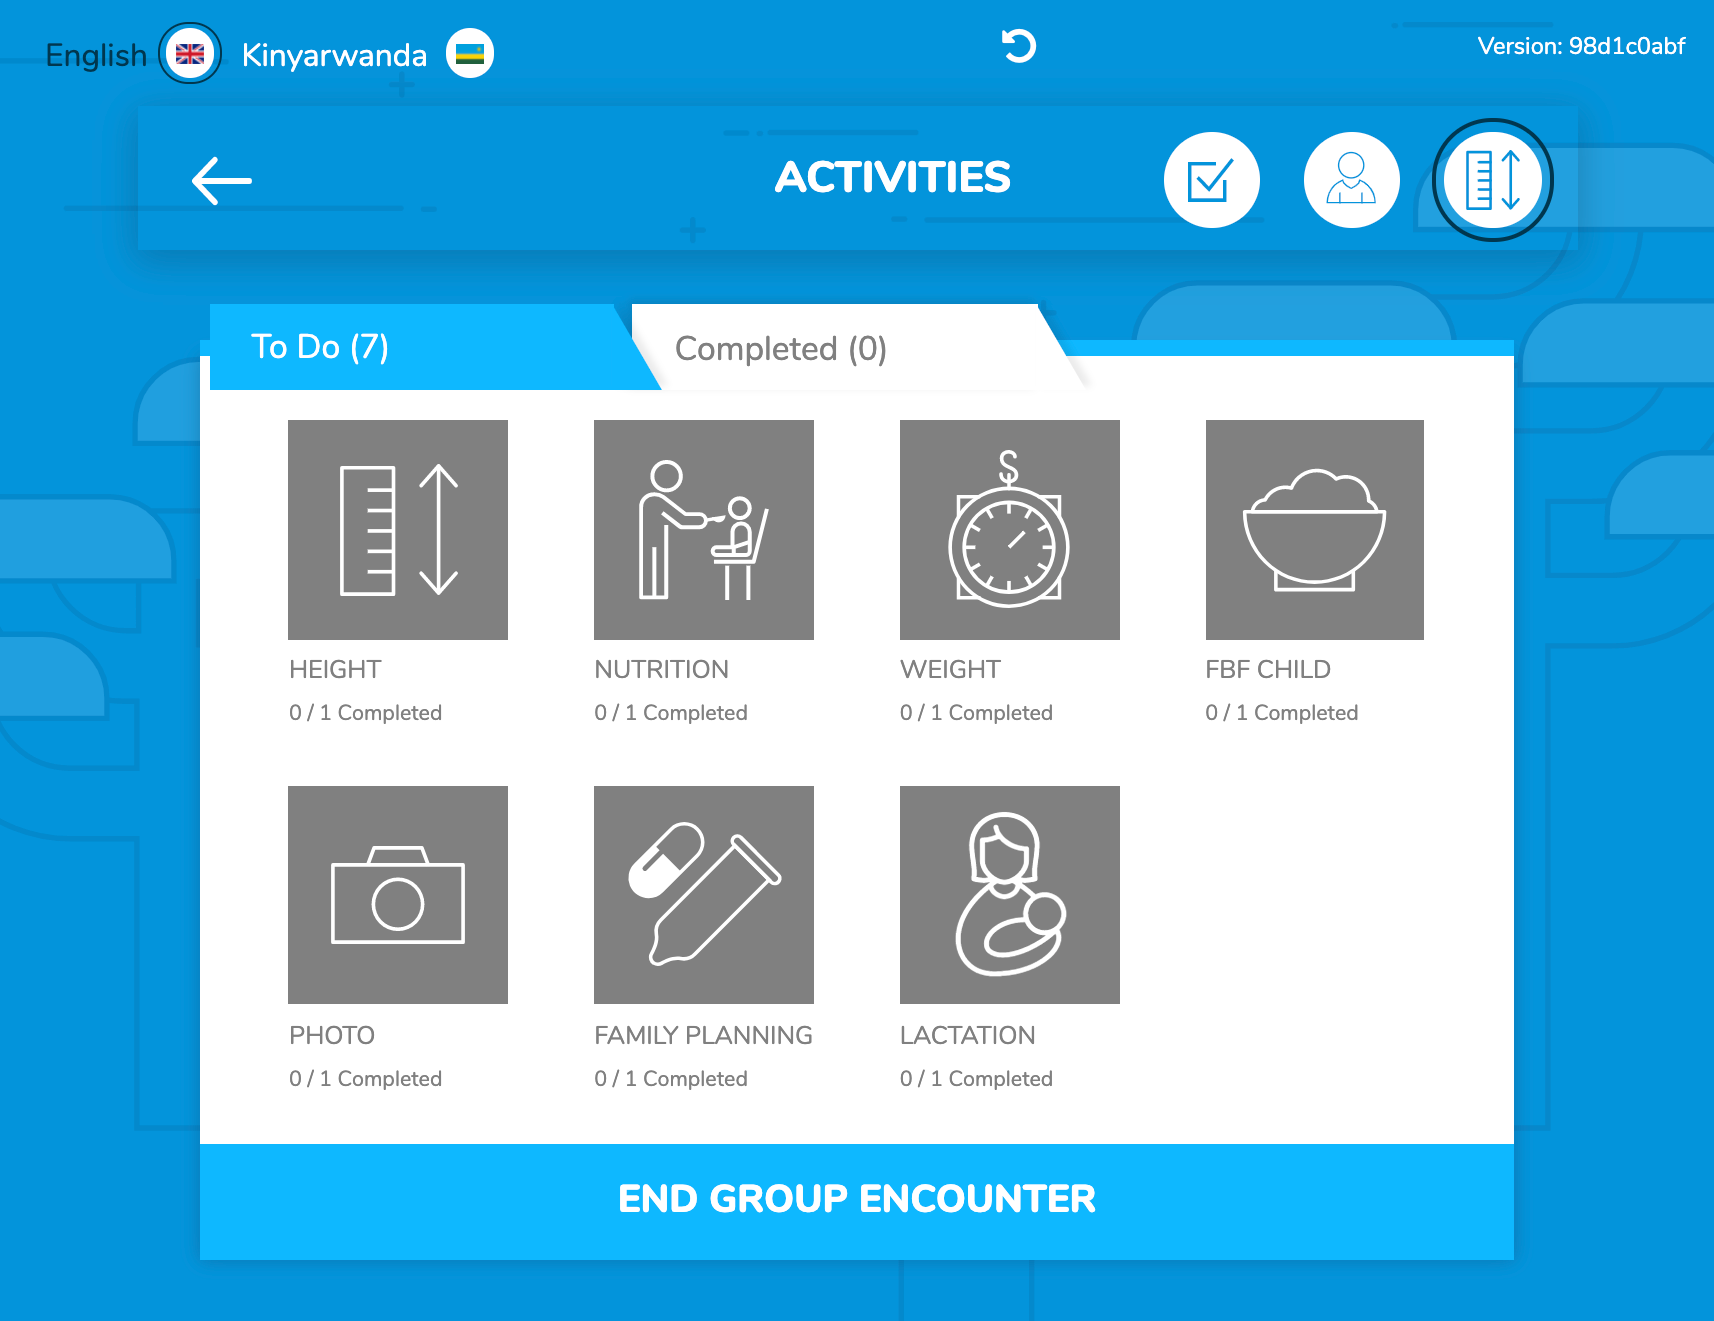 English
Kinyarwanda
Version: 98d1c0abf
ACTIVITIES
To Do (7)
Completed (0)
HEIGHT
0 / 1 Completed
NUTRITION
0 / 1 Completed
WEIGHT
0 / 1 Completed
FBF CHILD
0 / 1 Completed
PHOTO
0 / 1 Completed
FAMILY PLANNING
0 / 1 Completed
LACTATION
0 / 1 Completed
END GROUP ENCOUNTER